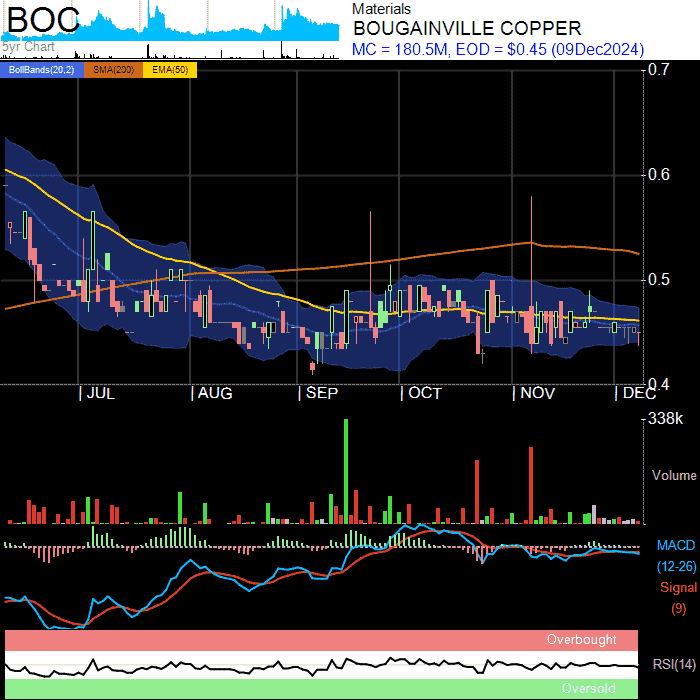 BOC
5yr Chart
Materials
BOUGAINVILLE COPPER
MC = 180.5M, EOD = $0.45 (09Dec2024)
BollBands(20,2) SMA(200) EMA(50)
0.7
0.6
0.5
0.4
JUL AUG SEP OCT NOV DEC
338k
Volume
MACD
(12-26)
Signal
(9)
Overbought
RSI(14)
Oversold